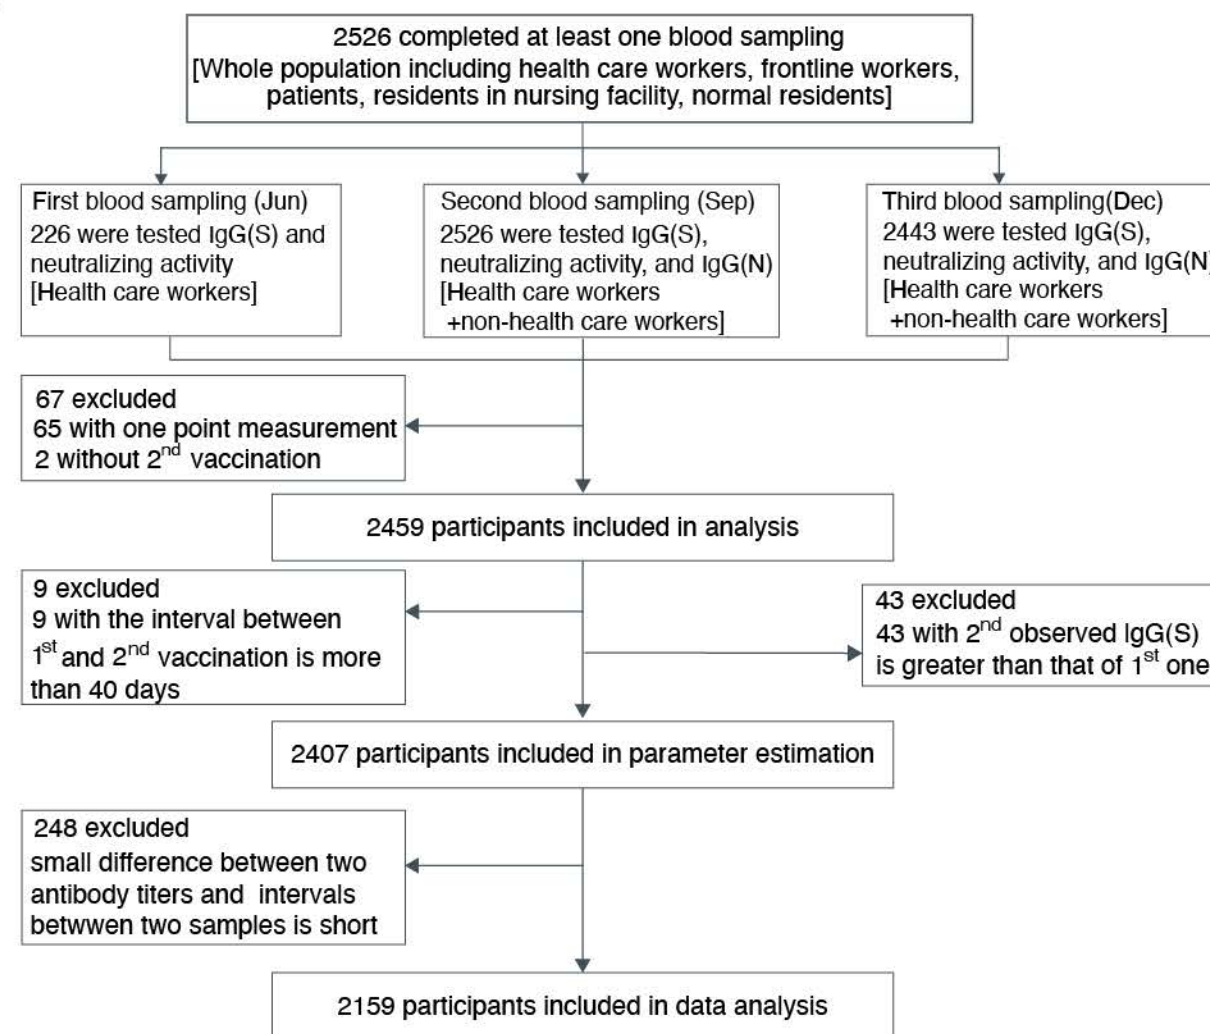 2526 completed at least one blood sampling
[Whole population including health care workers, frontline workers,
patients, residents in nursing facility, normal residents]
First blood sampling (Jun)
226 were tested IgG(S) and
neutralizing activity
[Health care workers]
Second blood sampling (Sep)
2526 were tested IgG(S),
neutralizing activity, and IgG(N)
[Health care workers
+non-health care workers]
Third blood sampling(Dec)
2443 were tested IgG(S),
neutralizing activity, and IgG(N)
[Health care workers
+non-health care workers]
67 excluded
65 with one point measurement
2 without 2nd vaccination
2459 participants included in analysis
9 excluded
9 with the interval between
1st and 2nd vaccination is more
than 40 days
43 excluded
43 with 2nd observed IgG(S)
is greater than that of 1st one
2407 participants included in parameter estimation
248 excluded
small difference between two
antibody titers and intervals
betwwen two samples is short
2159 participants included in data analysis